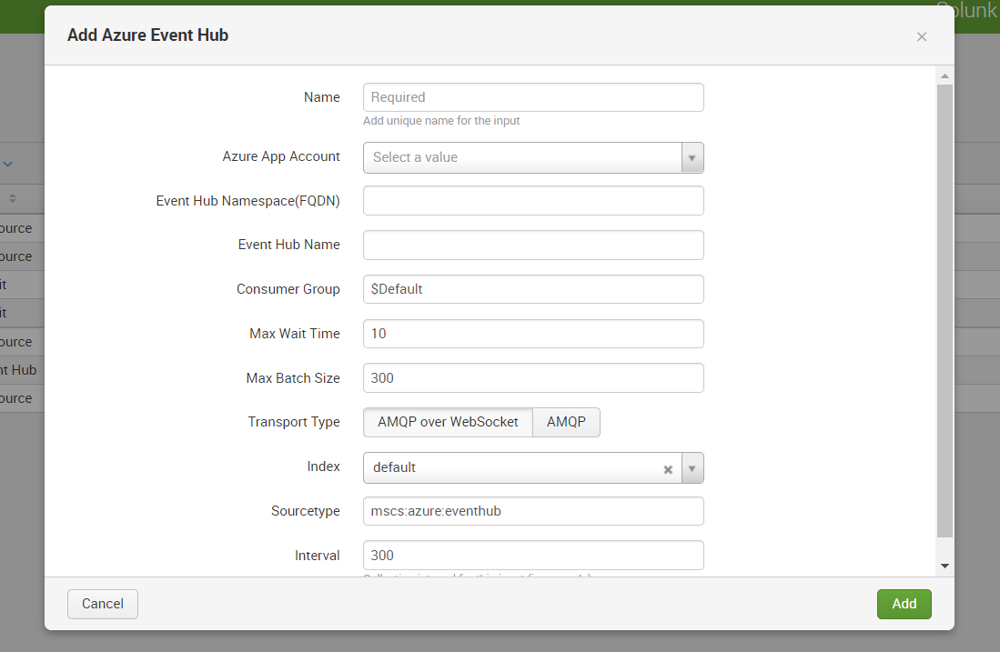 Splunk
Add Azure Event Hub
×
Name
Required
Add unique name for the input
Azure App Account
Select a value
Event Hub Namespace(FQDN)
Event Hub Name
Consumer Group
$Default
Max Wait Time
10
Max Batch Size
300
Transport Type
AMQP over WebSocket
AMQP
Index
default
Sourcetype
mscs:azure:eventhub
Interval
300
ource
ource
it
it
ource
nt Hub
ource
Cancel
Add